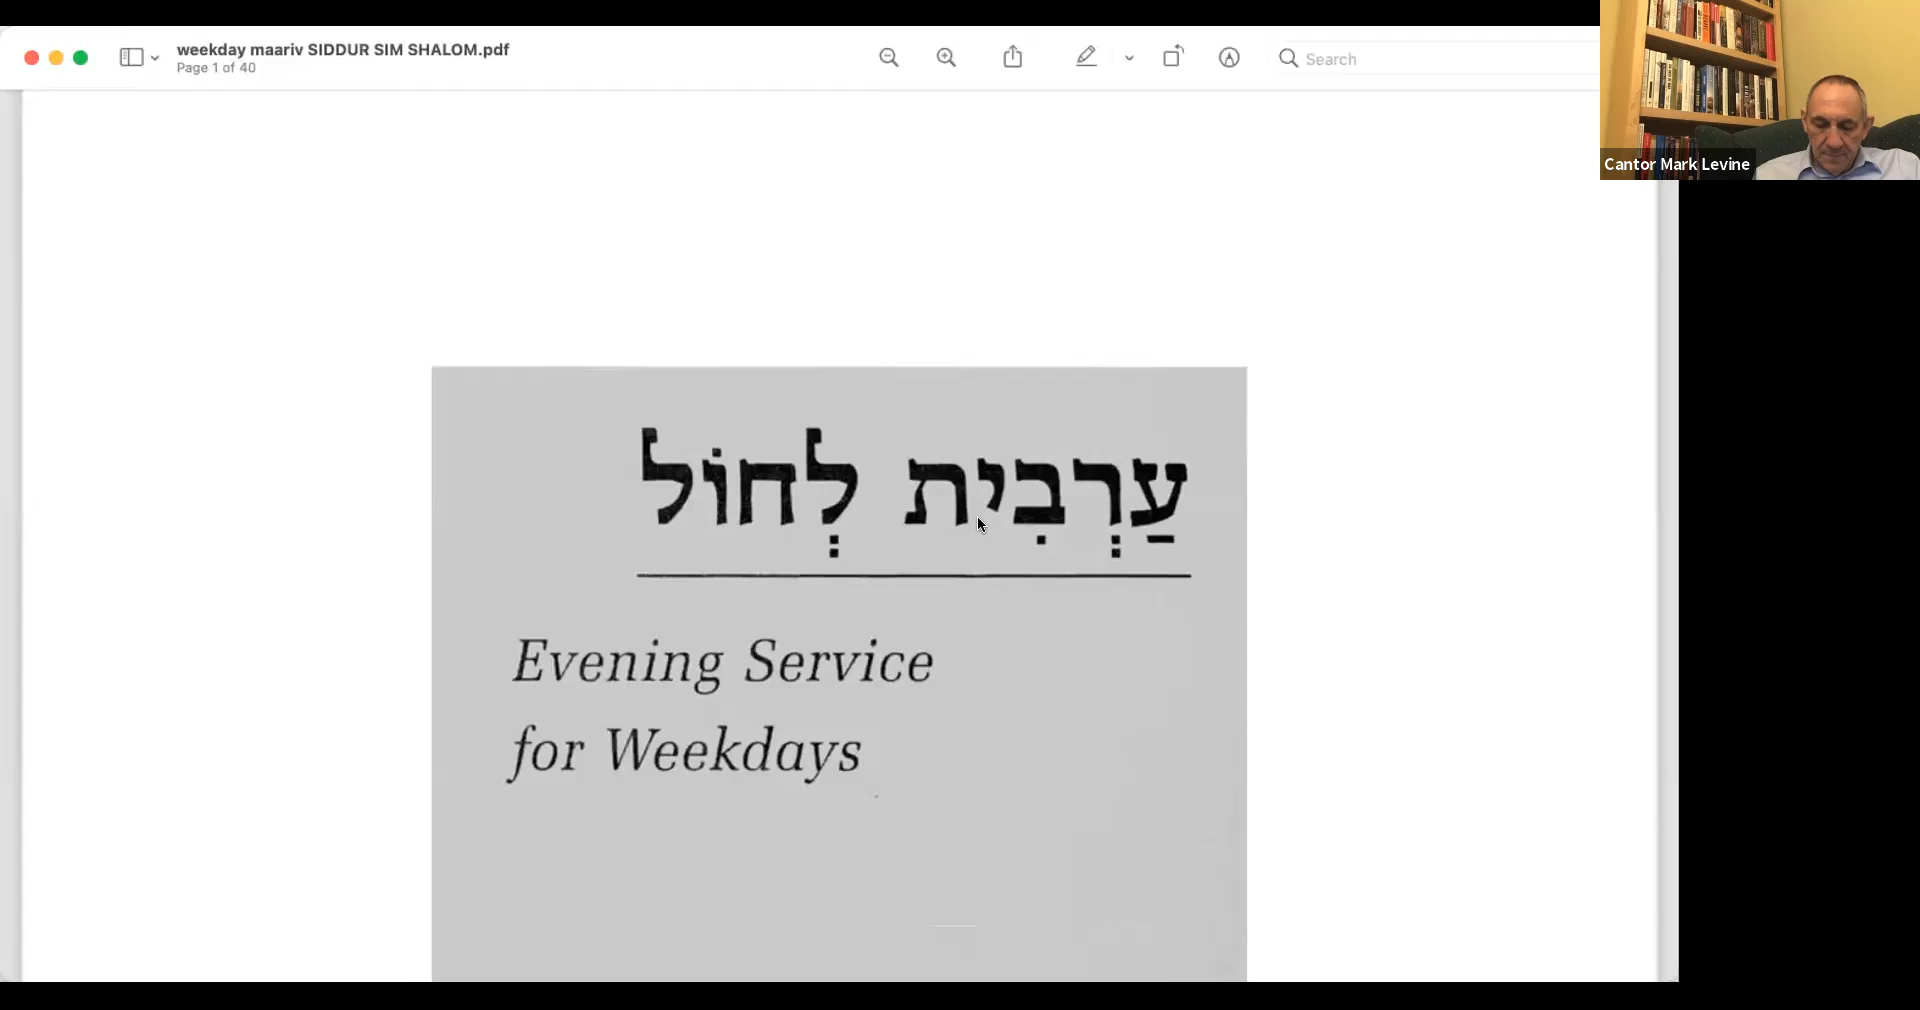 weekday maariv SIDDUR SIM SHALOM.pdf
Page 1 of 40
Search
Cantor Mark Levine
עַרְבִית לְחוֹל
Evening Service
for Weekdays